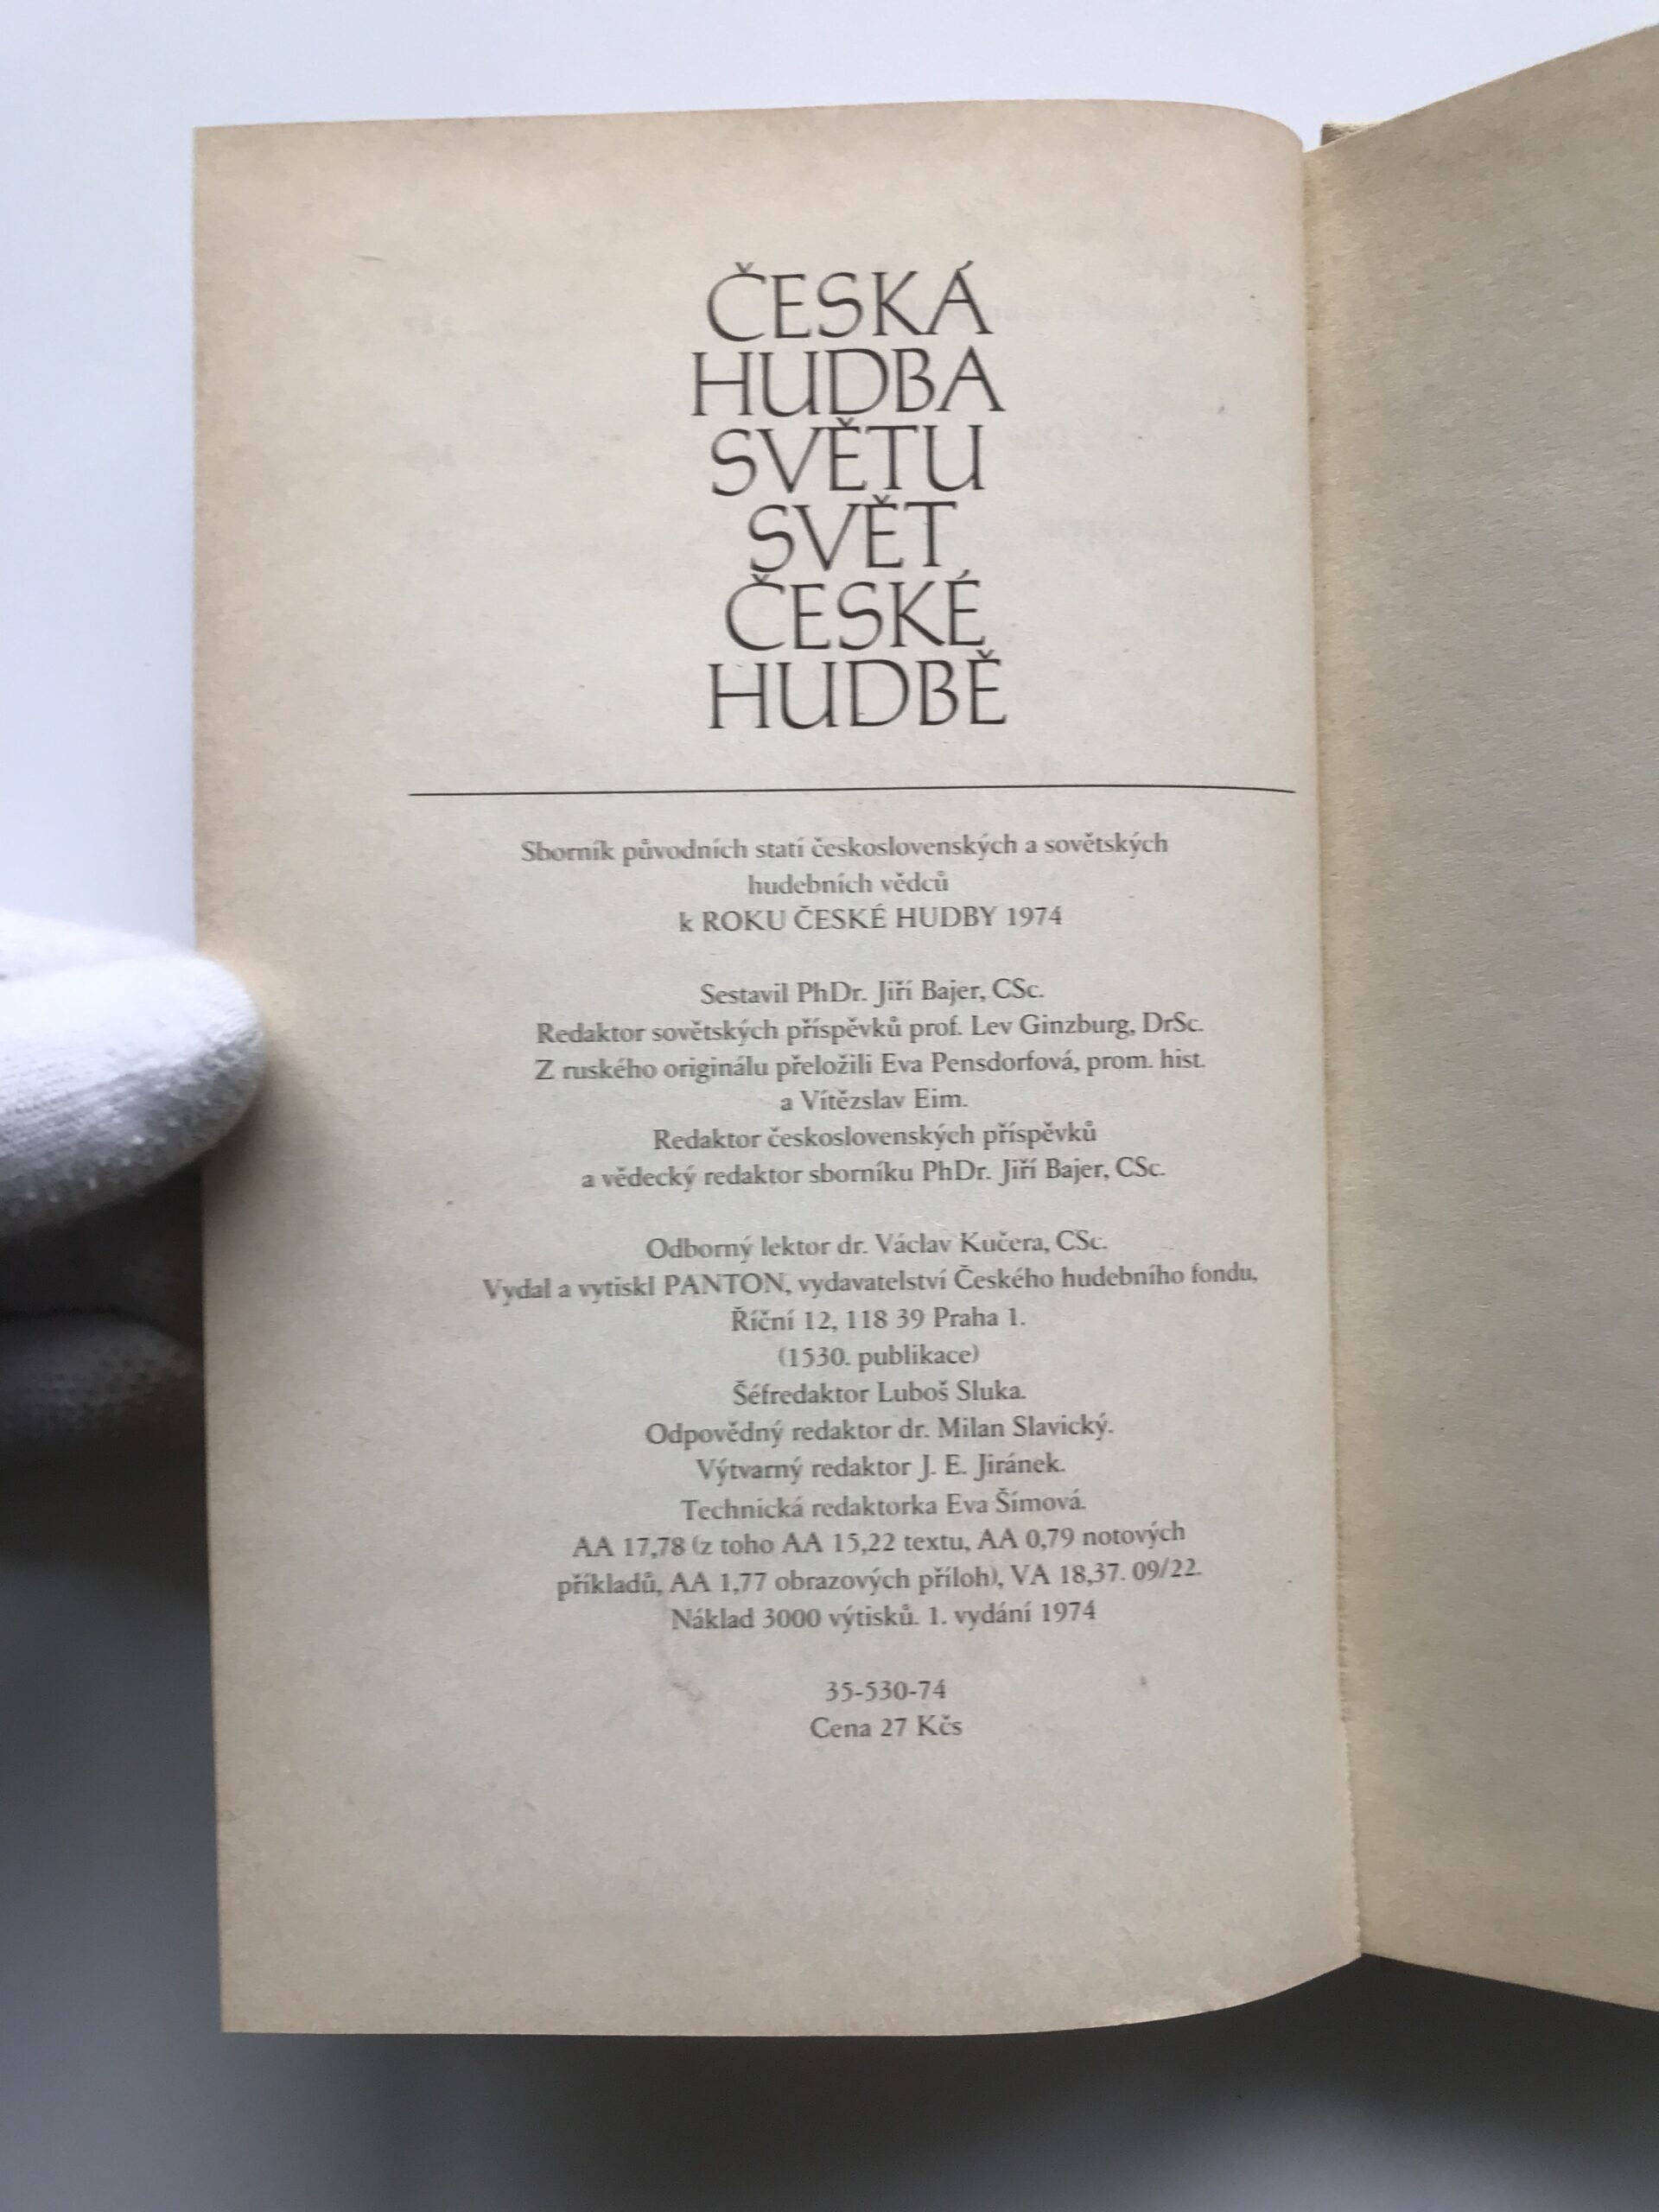 ČESKÁ
HUDBA
SVĚTU
SVĚT
ČESKÉ
HUDBĚ
Sborník původních statí československých a sovětských
hudebních vědců
k ROKU ČESKÉ HUDBY 1974
Sestavil PhDr. Jiří Bajer, CSc.
Redaktor sovětských příspěvků prof. Lev Ginzburg, DrSc.
Z ruského originálu přeložili Eva Pensdorfová, prom. hist.
a Vítězslav Eim.
Redaktor československých příspěvků
a vědecký redaktor sborníku PhDr. Jiří Bajer, CSc.
Odborný lektor dr. Václav Kučera, CSc.
Vydal a vytiskl PANTON, vydavatelství Českého hudebního fondu,
Říční 12, 118 39 Praha 1.
(1530. publikace)
Šéfredaktor Luboš Sluka.
Odpovědný redaktor dr. Milan Slavický.
Výtvarný redaktor J. E. Jiránek.
Technická redaktorka Eva Šímová.
AA 17,78 (z toho AA 15,22 textu, AA 0,79 notových
příkladů, AA 1,77 obrazových příloh), VA 18,37. 09/22.
Náklad 3000 výtisků. 1. vydání 1974
35-530-74
Cena 27 Kčs